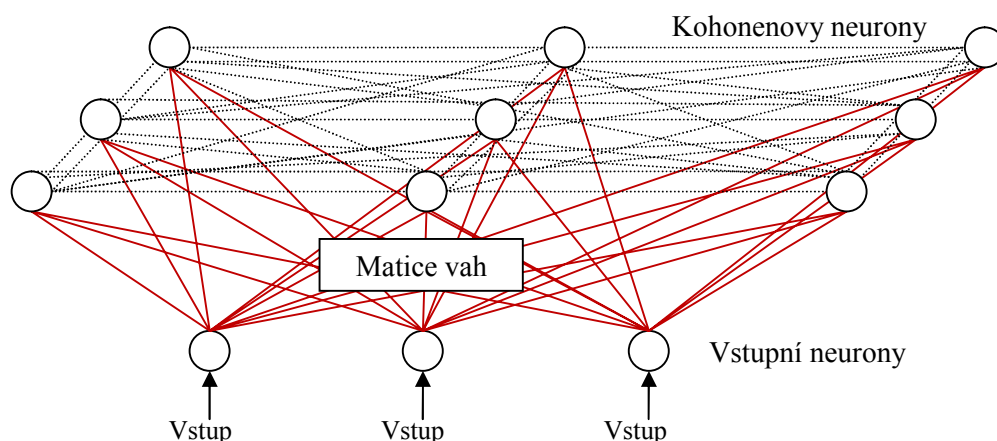 Kohonenovy neurony
Matice vah
Vstupní neurony
Vstup
Vstup
Vstup